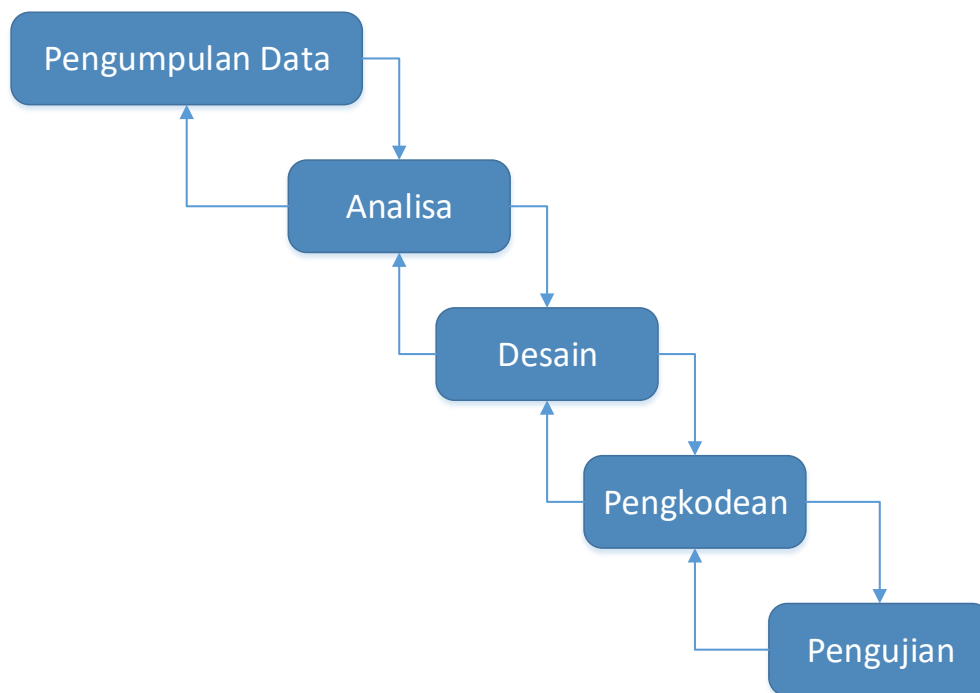 Pengumpulan Data
Analisa
Desain
Pengkodean
Pengujian